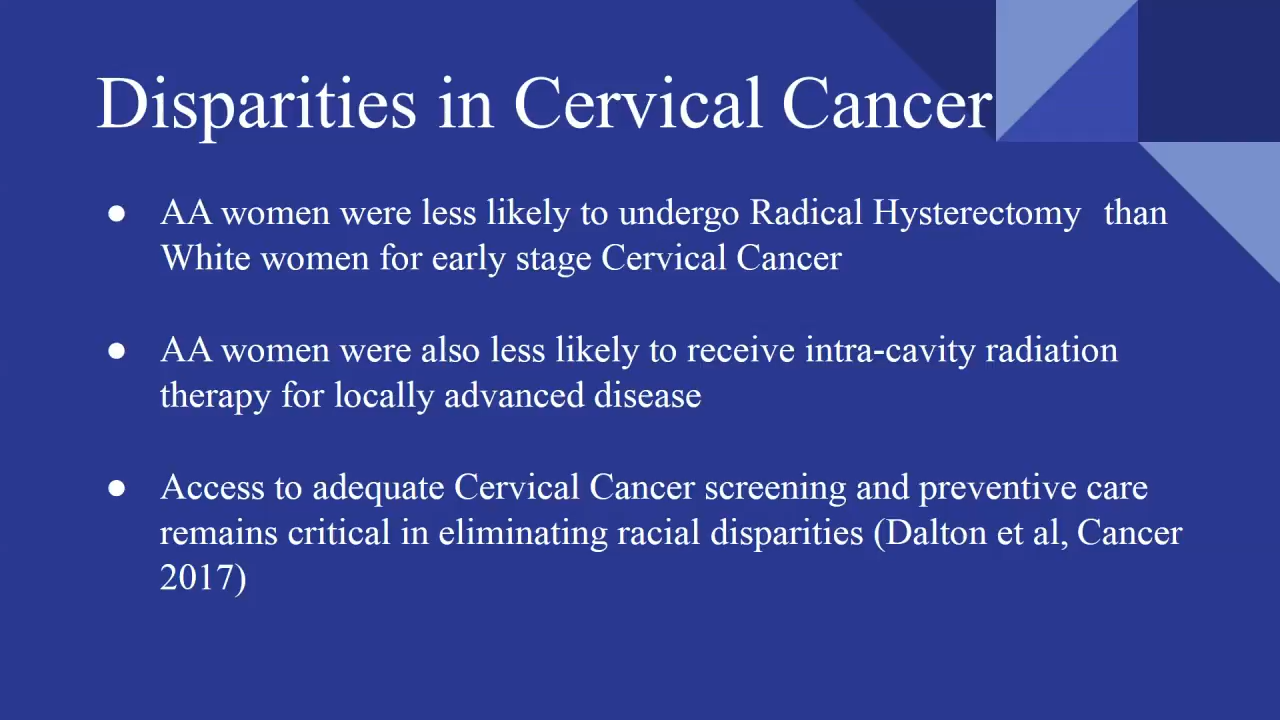 Disparities in Cervical Cancer
● AA women were less likely to undergo Radical Hysterectomy than
White women for early stage Cervical Cancer
● AA women were also less likely to receive intra-cavity radiation
therapy for locally advanced disease
● Access to adequate Cervical Cancer screening and preventive care
remains critical in eliminating racial disparities (Dalton et al, Cancer
2017)